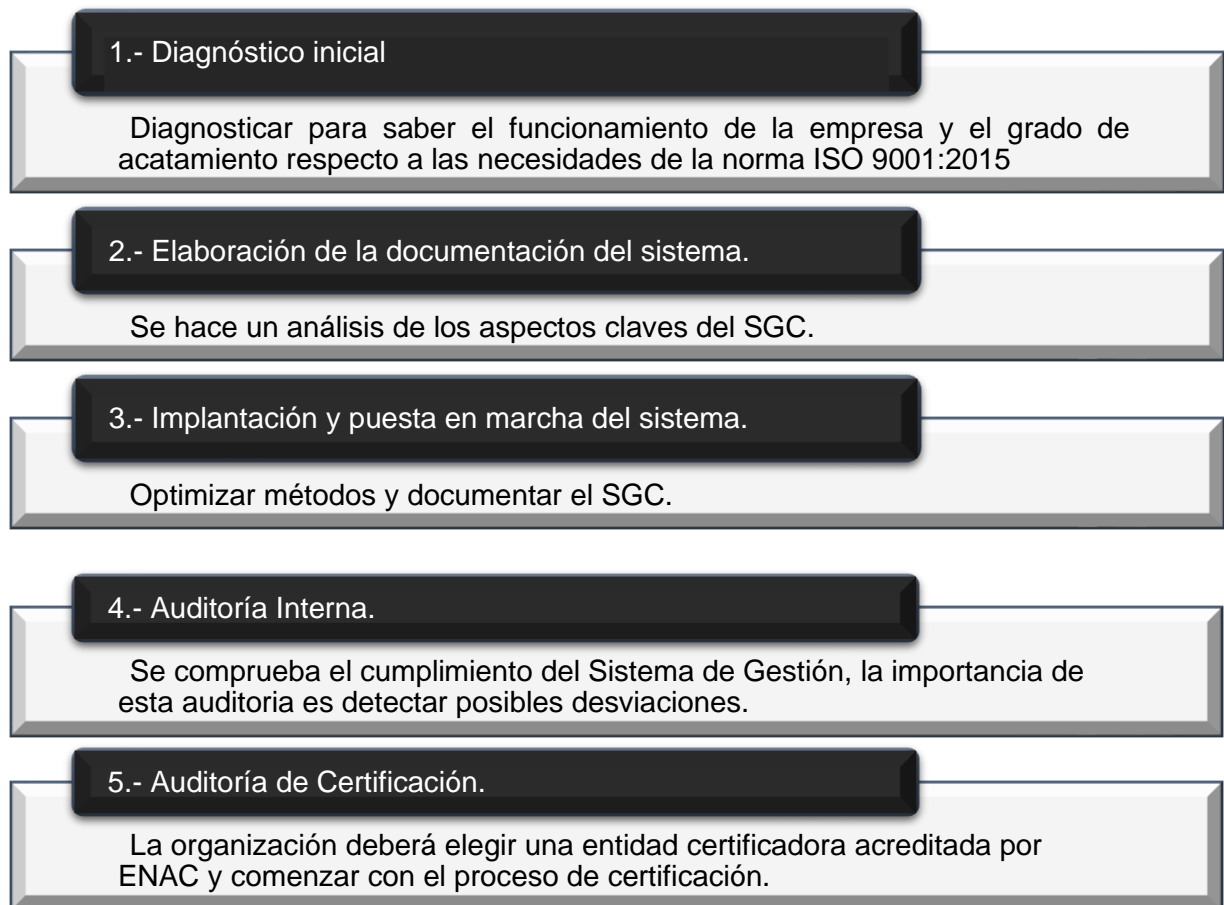 1.- Diagnóstico inicial
Diagnosticar para saber el funcionamiento de la empresa y el grado de
acatamiento respecto a las necesidades de la norma ISO 9001:2015
2.- Elaboración de la documentación del sistema.
Se hace un análisis de los aspectos claves del SGC.
3.- Implantación y puesta en marcha del sistema.
Optimizar métodos y documentar el SGC.
4.- Auditoría Interna.
Se comprueba el cumplimiento del Sistema de Gestión, la importancia de
esta auditoria es detectar posibles desviaciones.
5.- Auditoría de Certificación.
La organización deberá elegir una entidad certificadora acreditada por
ENAC y comenzar con el proceso de certificación.